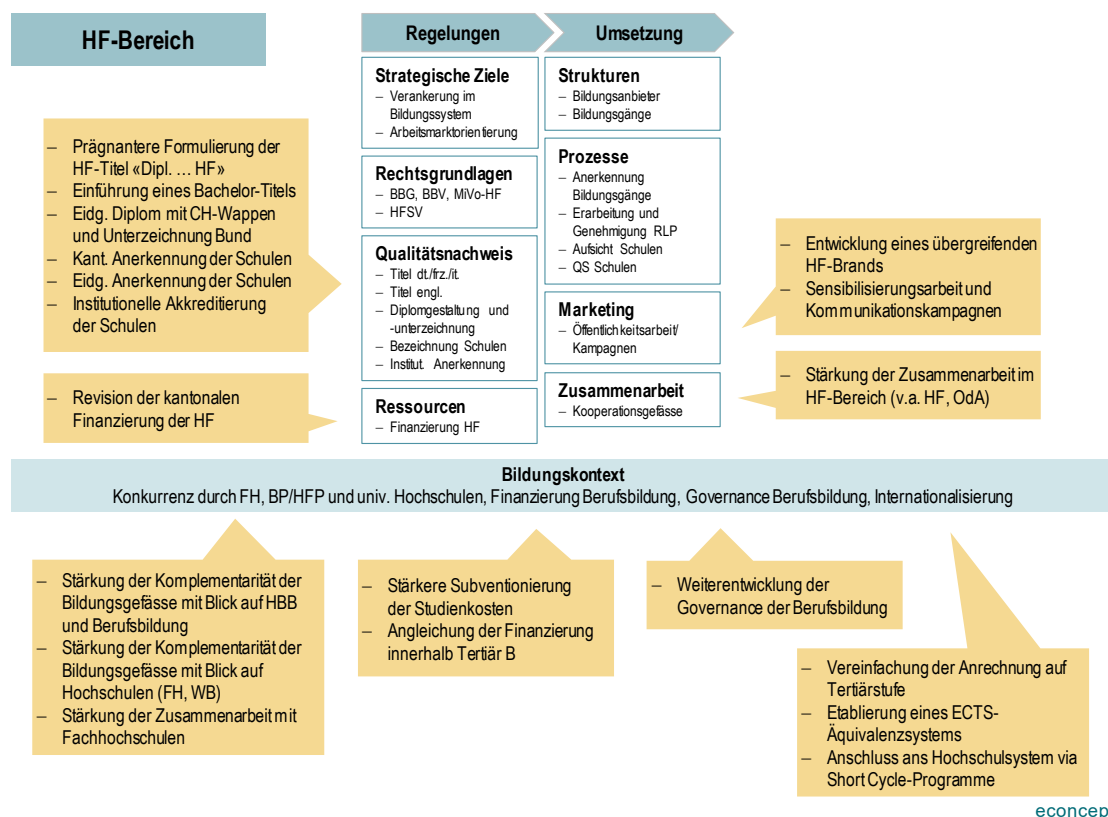 HF-Bereich
Regelungen
Umsetzung
Strategische Ziele
– Verankerung im
Bildungssystem
– Arbeitsmarktorientierung
Rechtsgrundlagen
– BBG, BBV, MiVo-HF
– HFSV
Qualitätsnachweis
– Titel dt./frz./it.
– Titel engl.
– Diplomgestaltung und
-unterzeichnung
– Bezeichnung Schulen
– Institut. Anerkennung
Ressourcen
– Finanzierung HF
Strukturen
– Bildungsanbieter
– Bildungsgänge
Prozesse
– Anerkennung
Bildungsgänge
– Erarbeitung und
Genehmigung RLP
– Aufsicht Schulen
– QS Schulen
Marketing
– Öffentlichkeitsarbeit/
Kampagnen
Zusammenarbeit
– Kooperationsgefässe
– Prägnantere Formulierung der
HF-Titel «Dipl. … HF»
– Einführung eines Bachelor-Titels
– Eidg. Diplom mit CH-Wappen
und Unterzeichnung Bund
– Kant. Anerkennung der Schulen
– Eidg. Anerkennung der Schulen
– Institutionelle Akkreditierung
der Schulen
– Revision der kantonalen
Finanzierung der HF
– Entwicklung eines übergreifenden
HF-Brands
– Sensibilisierungsarbeit und
Kommunikationskampagnen
– Stärkung der Zusammenarbeit im
HF-Bereich (v.a. HF, OdA)
Bildungskontext
Konkurrenz durch FH, BP/HFP und univ. Hochschulen, Finanzierung Berufsbildung, Governance Berufsbildung, Internationalisierung
– Stärkung der Komplementarität der
Bildungsgefässe mit Blick auf HBB
und Berufsbildung
– Stärkung der Komplementarität der
Bildungsgefässe mit Blick auf
Hochschulen (FH, WB)
– Stärkung der Zusammenarbeit mit
Fachhochschulen
– Stärkere Subventionierung
der Studienkosten
– Angleichung der Finanzierung
innerhalb Tertiär B
– Weiterentwicklung der
Governance der Berufsbildung
– Vereinfachung der Anrechnung auf
Tertiärstufe
– Etablierung eines ECTS-
Äquivalenzsystems
– Anschluss ans Hochschulsystem via
Short Cycle-Programme
econcep